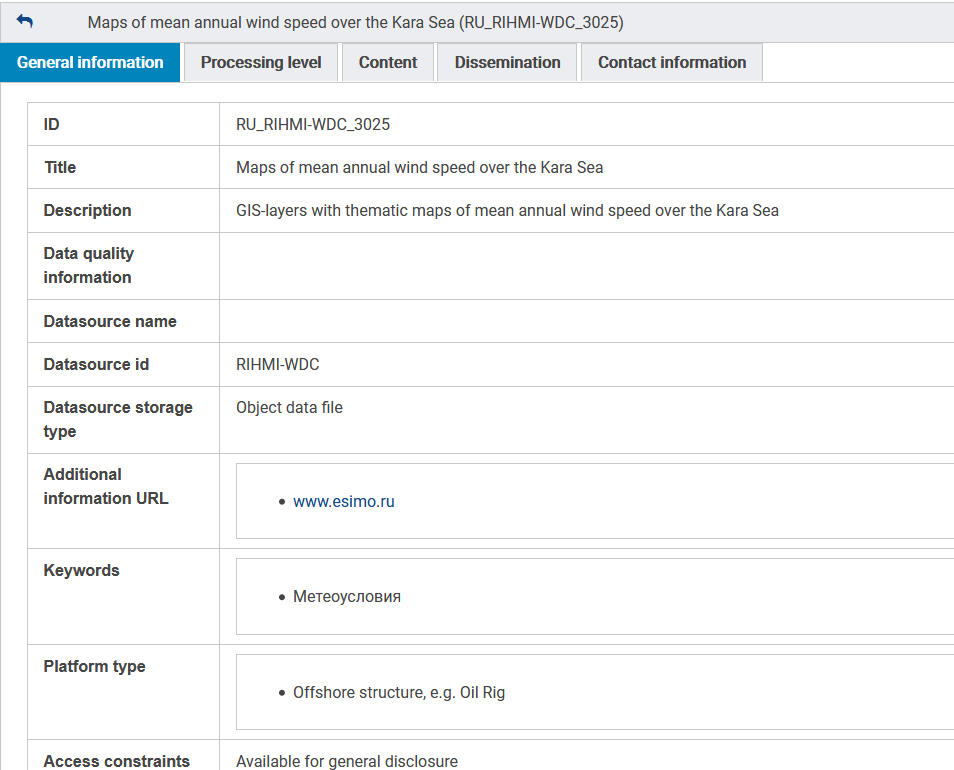 Maps of mean annual wind speed over the Kara Sea (RU_RIHMI-WDC_3025)
General information Processing level Content Dissemination Contact information
ID RU_RIHMI-WDC_3025
Title Maps of mean annual wind speed over the Kara Sea
Description GIS-layers with thematic maps of mean annual wind speed over the Kara Sea
Data quality
information
Datasource name
Datasource id RIHMI-WDC
Datasource storage Object data file
type
Additional
information URL
www.esimo.ru
Keywords
Метеоусловия
Platform type
Offshore structure, e.g. Oil Rig
Access constraints Available for general disclosure